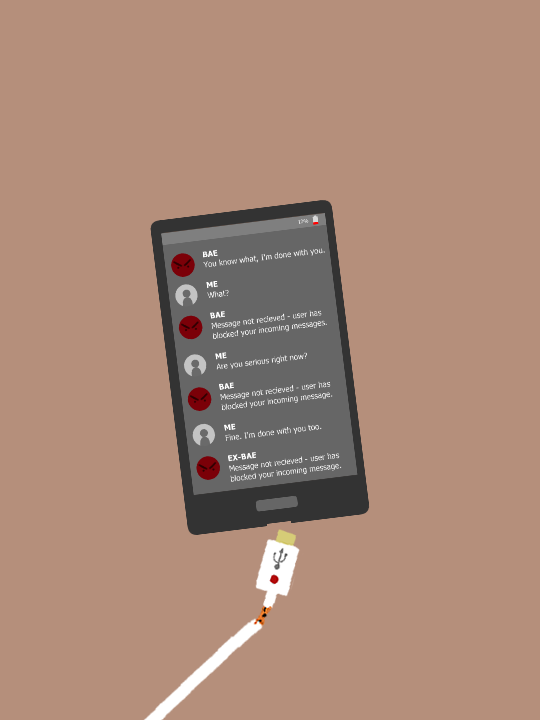 17%
BAE
You know what, I'm done with you.
ME
What?
BAE
Message not recieved - user has
blocked your incoming messages.
ME
Are you serious right now?
BAE
Message not recieved - user has
blocked your incoming message.
ME
Fine. I'm done with you too.
EX-BAE
Message not recieved - user has
blocked your incoming message.